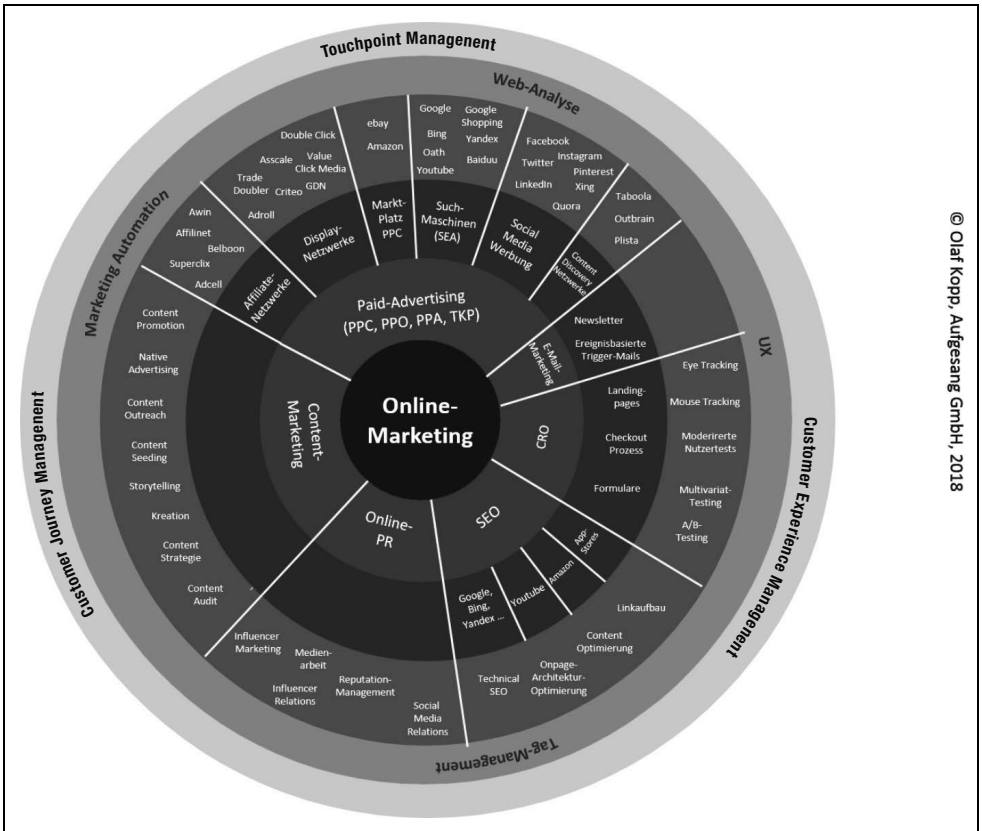 Touchpoint Management
Web-Analyse
Marketing Automation
UX
Customer Journey Management
Customer Experience Management
Tag-Management
Online-
Marketing
Paid-Advertising
(PPC, PPO, PPA, TKP)
Affiliate-
Netzwerke
Awin
Affilinet
Belboon
Superclix
Adcell
Display-
Netzwerke
Double Click
Asscale
Value
Click Media
Trade
Doubler
Criteo
GDN
Adroll
Markt-
Platz
PPC
ebay
Amazon
Such-
Maschinen
(SEA)
Google
Google
Shopping
Bing
Yandex
Oath
Baiduu
Youtube
Social
Media
Werbung
Facebook
Twitter
Instagram
Pinterest
LinkedIn
Xing
Quora
Content
Discovery
Netzwerke
Taboola
Outbrain
Plista
E-Mail-
Marketing
Newsletter
Ereignisbasierte
Trigger-Mails
CRO
Landing-
pages
Checkout
Prozess
Formulare
Eye Tracking
Mouse Tracking
Moderirerte
Nutzertests
Multivariat-
Testing
A/B-
Testing
SEO
App-
Stores
Amazon
Youtube
Google,
Bing,
Yandex ...
Linkaufbau
Content
Optimierung
Onpage-
Architektur-
Optimierung
Technical
SEO
Online-
PR
Influencer
Marketing
Medien-
arbeit
Influencer
Relations
Reputation-
Management
Social
Media
Relations
Content-
Marketing
Content
Promotion
Native
Advertising
Content
Outreach
Content
Seeding
Storytelling
Kreation
Content
Strategie
Content
Audit
© Olaf Kopp, Aufgesang GmbH, 2018